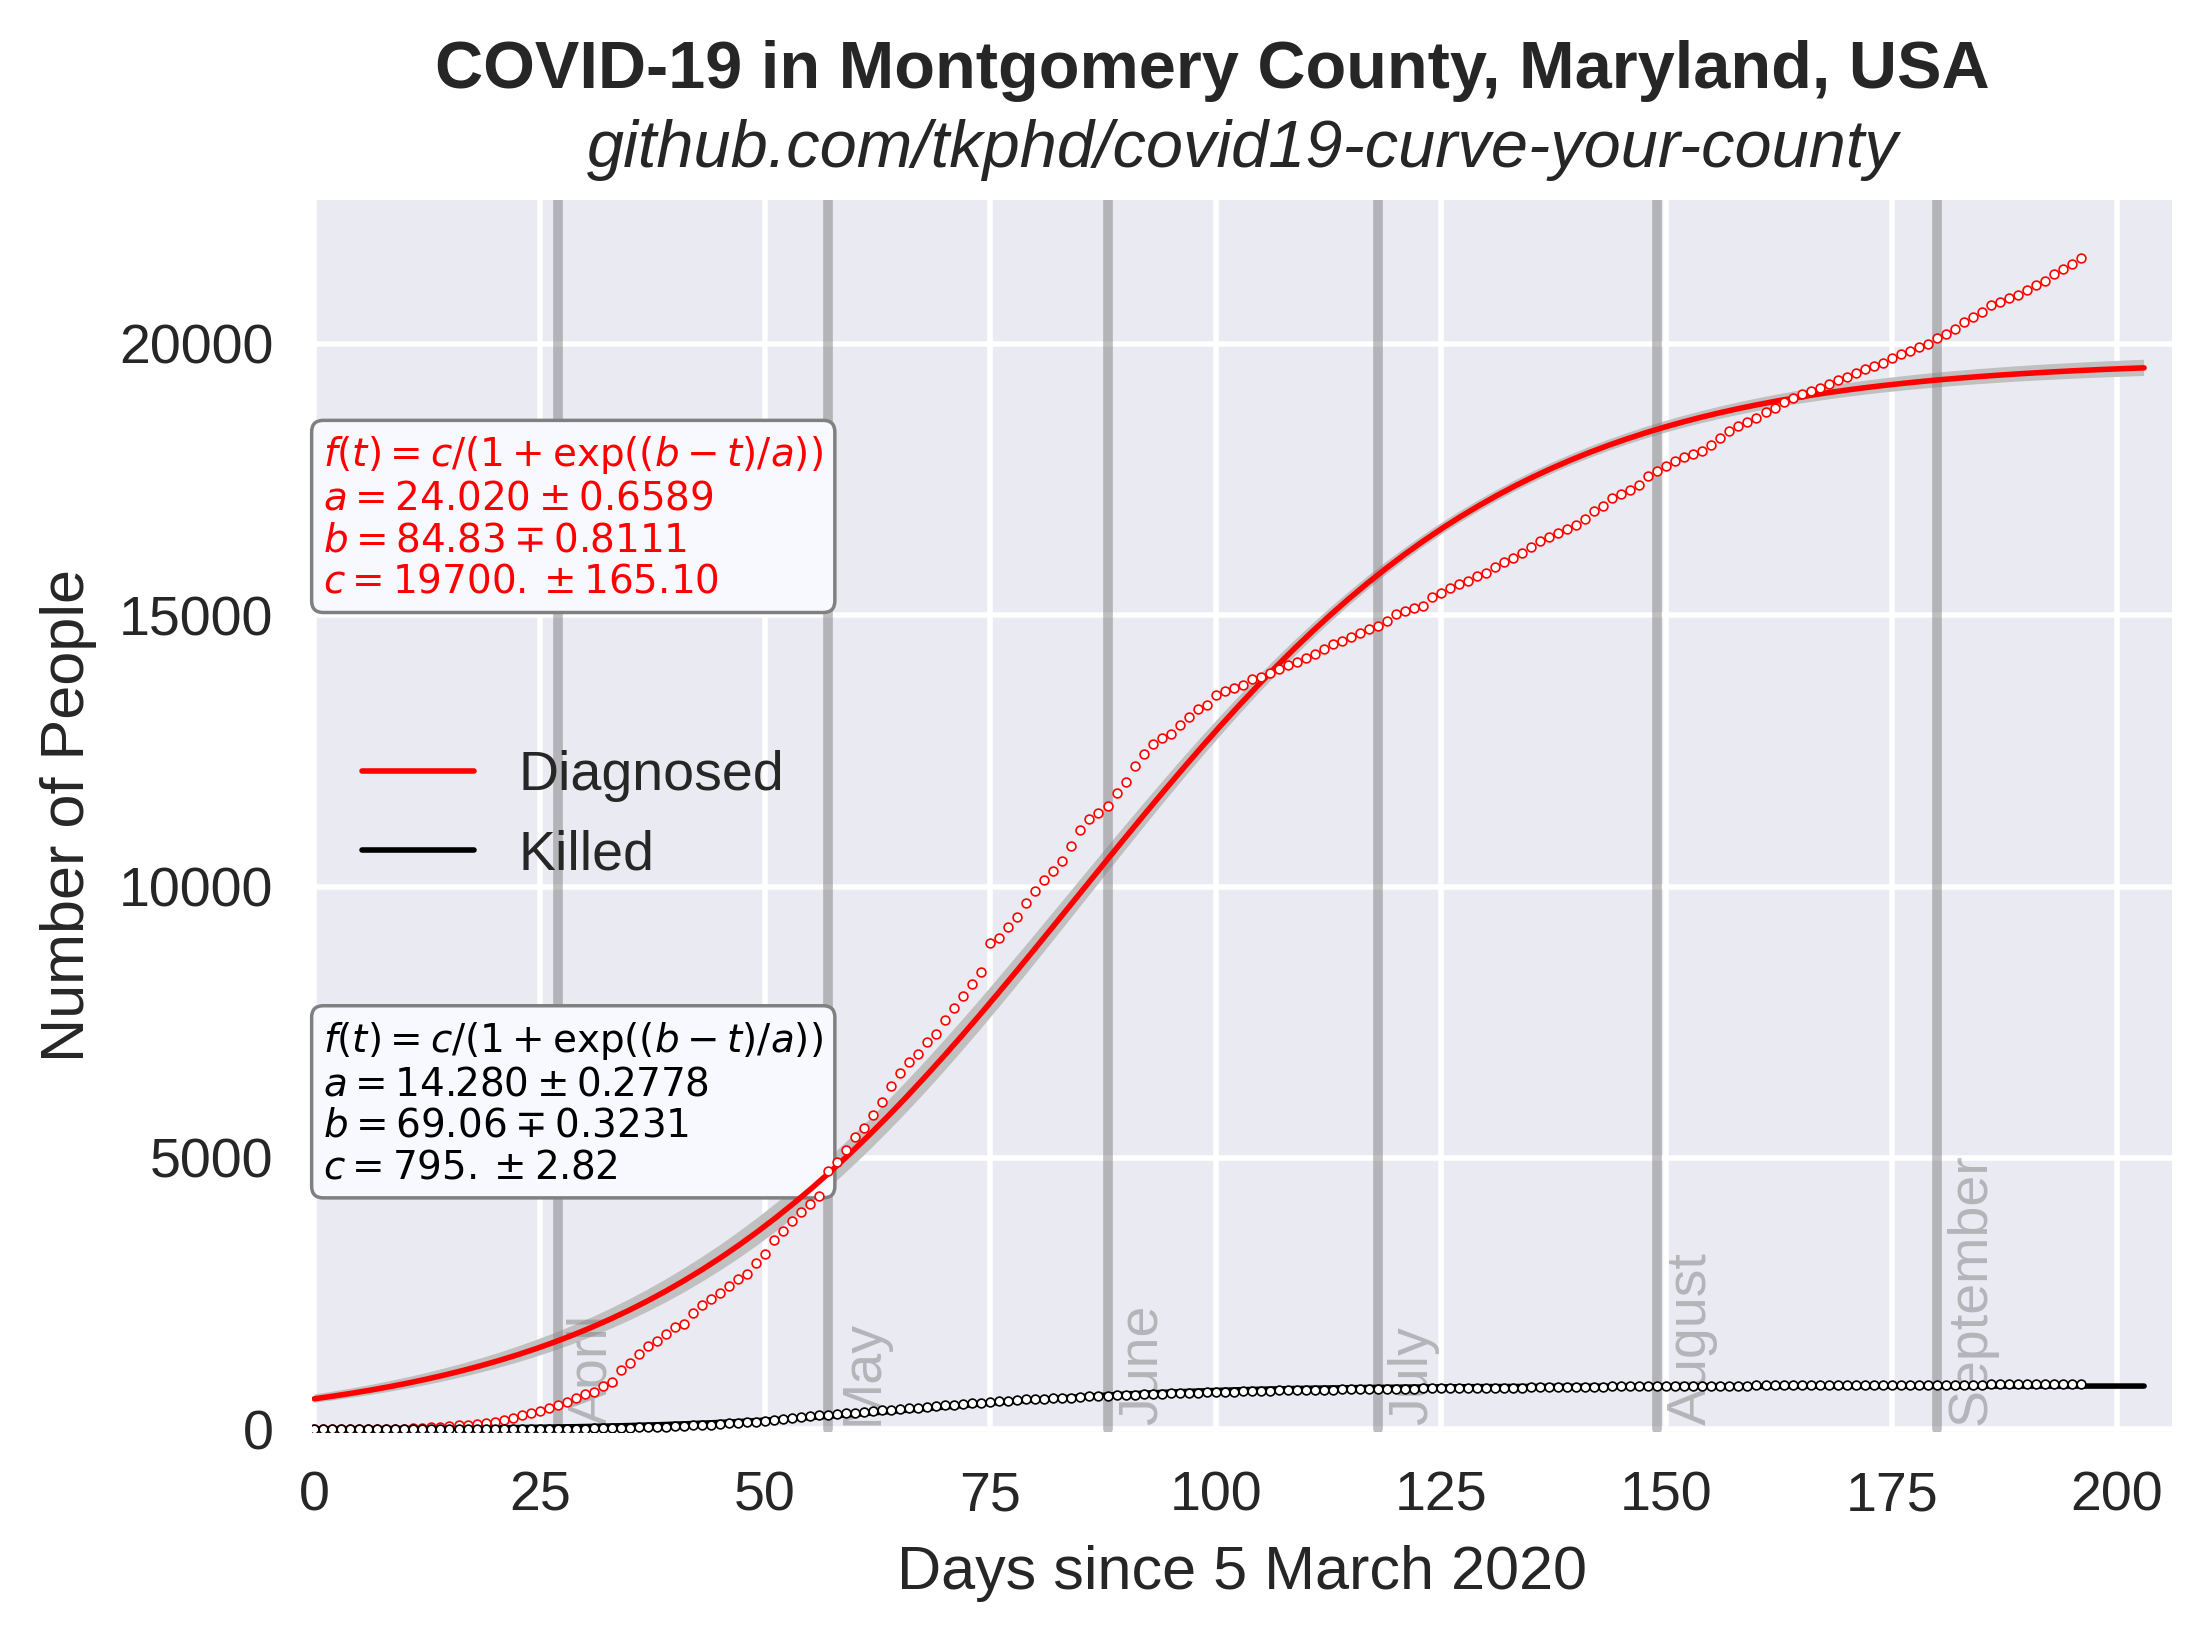 COVID-19 in Montgomery County, Maryland, USA
github.com/tkphd/covid19-curve-your-county
Number of People
20000
15000
10000
5000
0
f(t) = c/(1 + exp((b − t)/a))
a = 24.020 ± 0.6589
b = 84.83 ∓ 0.8111
c = 19700. ± 165.10
Diagnosed
Killed
f(t) = c/(1 + exp((b − t)/a))
a = 14.280 ± 0.2778
b = 69.06 ∓ 0.3231
c = 795. ± 2.82
April
May
June
July
August
September
0 25 50 75 100 125 150 175 200
Days since 5 March 2020